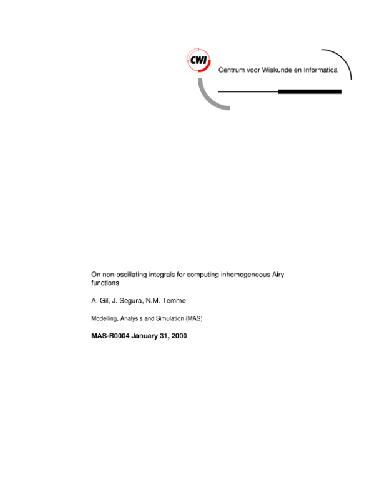 CWI
Centrum voor Wiskunde en Informatica
On non-oscillating integrals for computing inhomogeneous Airy
functions
A. Gil, J. Segura, N.M. Temme
Modelling, Analysis and Simulation (MAS)
MAS-R0004 January 31, 2000